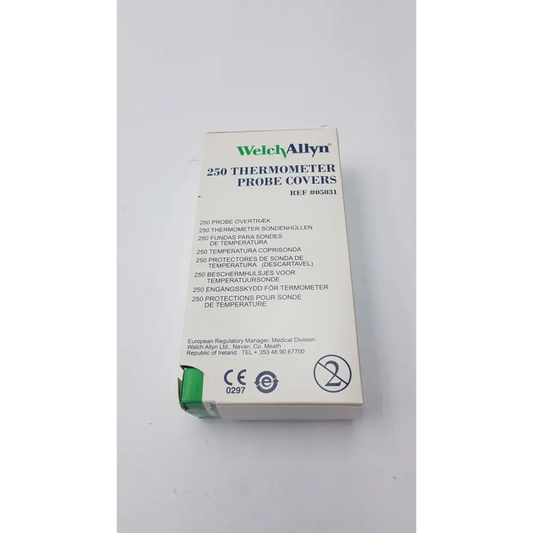 WelchAllyn®
250 THERMOMETER
PROBE COVERS
REF #05031
250 PROBE OVERTRÆK
250 THERMOMETER SONDENHÜLLEN
250 FUNDAS PARA SONDES
DE TEMPERATURA
250 TEMPERATURA COPRISONDA
250 PROTECTORES DE SONDA DE
TEMPERATURA (DESCARTAVEL)
250 BESCHERMHULSJES VOOR
TEMPERATUURSONDE
250 ENGÅNGSSKYDD FÖR TERMOMETER
250 PROTECTIONS POUR SONDE
DE TEMPERATURE
European Regulatory Manager, Medical Division
Welch Allyn Ltd., Navan, Co. Meath
Republic of Ireland. TEL + 353 46 90 67700
CE
0297
2